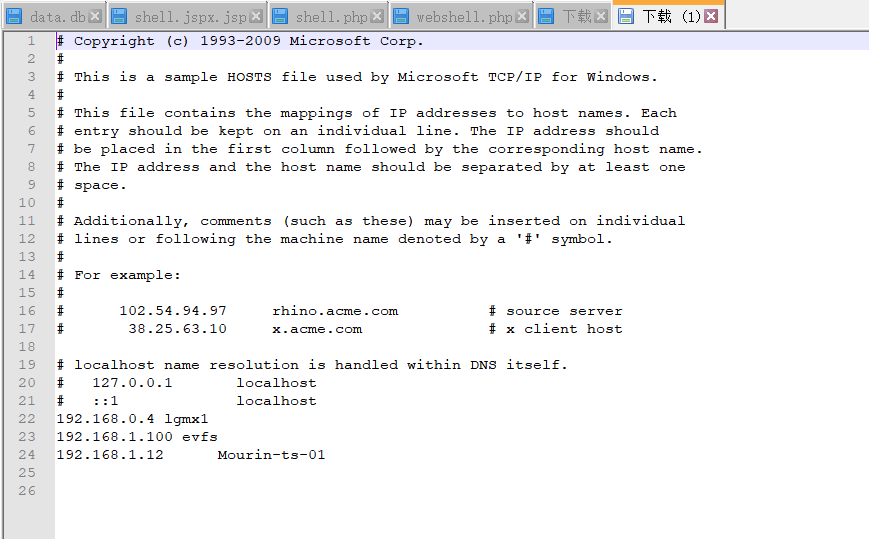 data.db
shell.jspx.jsp
shell.php
webshell.php
下载
下载 (1)
1 # Copyright (c) 1993-2009 Microsoft Corp.
2 #
3 # This is a sample HOSTS file used by Microsoft TCP/IP for Windows.
4 #
5 # This file contains the mappings of IP addresses to host names. Each
6 # entry should be kept on an individual line. The IP address should
7 # be placed in the first column followed by the corresponding host name.
8 # The IP address and the host name should be separated by at least one
9 # space.
10 #
11 # Additionally, comments (such as these) may be inserted on individual
12 # lines or following the machine name denoted by a '#' symbol.
13 #
14 # For example:
15 #
16 #      102.54.94.97     rhino.acme.com          # source server
17 #       38.25.63.10     x.acme.com              # x client host
18
19 # localhost name resolution is handled within DNS itself.
20 #   127.0.0.1       localhost
21 #   ::1             localhost
22 192.168.0.4 lgmx1
23 192.168.1.100 evfs
24 192.168.1.12      Mourin-ts-01
25
26